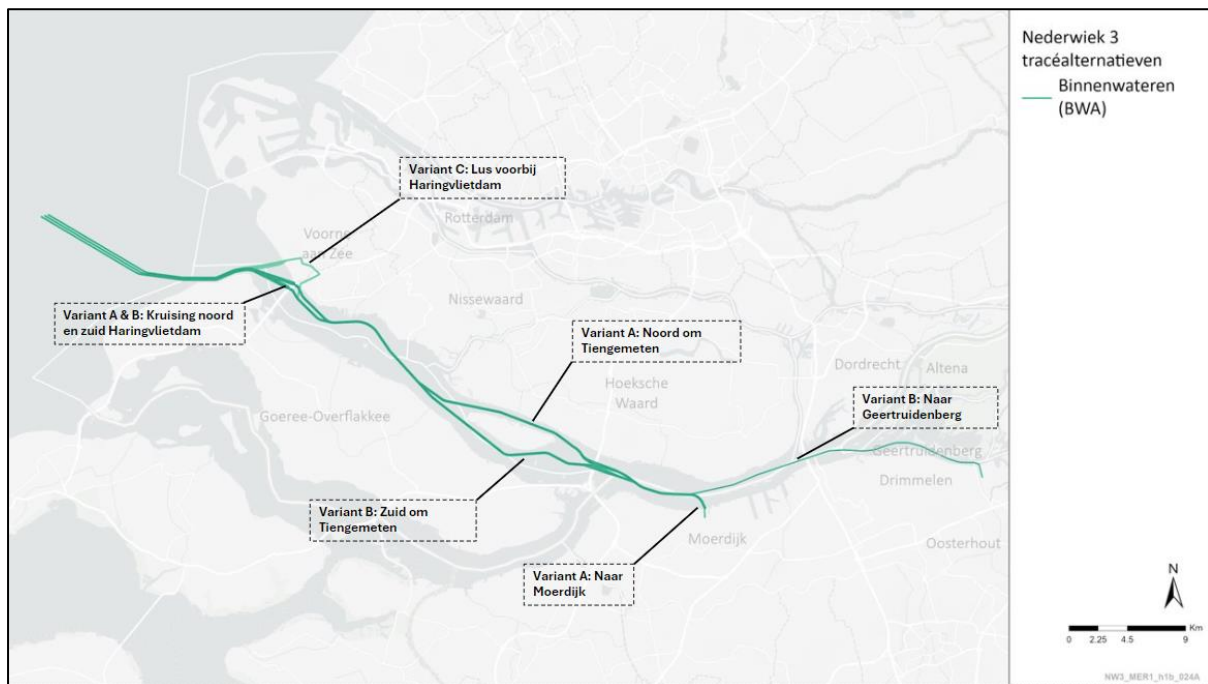 Nederwiek 3
tracéalternatieven
Binnenwateren
(BWA)
Variant C: Lus voorbij
Haringvlietdam
Rotterdam
Voorne
aan Zee
Nissewaard
Variant A & B: Kruising noord
en zuid Haringvlietdam
Variant A: Noord om
Tiengemeten
Dordrecht
Altena
Hoeksche
Waard
Variant B: Naar
Geertruidenberg
Goeree-Overflakkee
Geertruidenberg
Drimmelen
Variant B: Zuid om
Tiengemeten
Moerdijk
Oosterhout
Variant A: Naar
Moerdijk
N
Km
0 2.25 4.5 9
NW3_MER1_h1b_024A